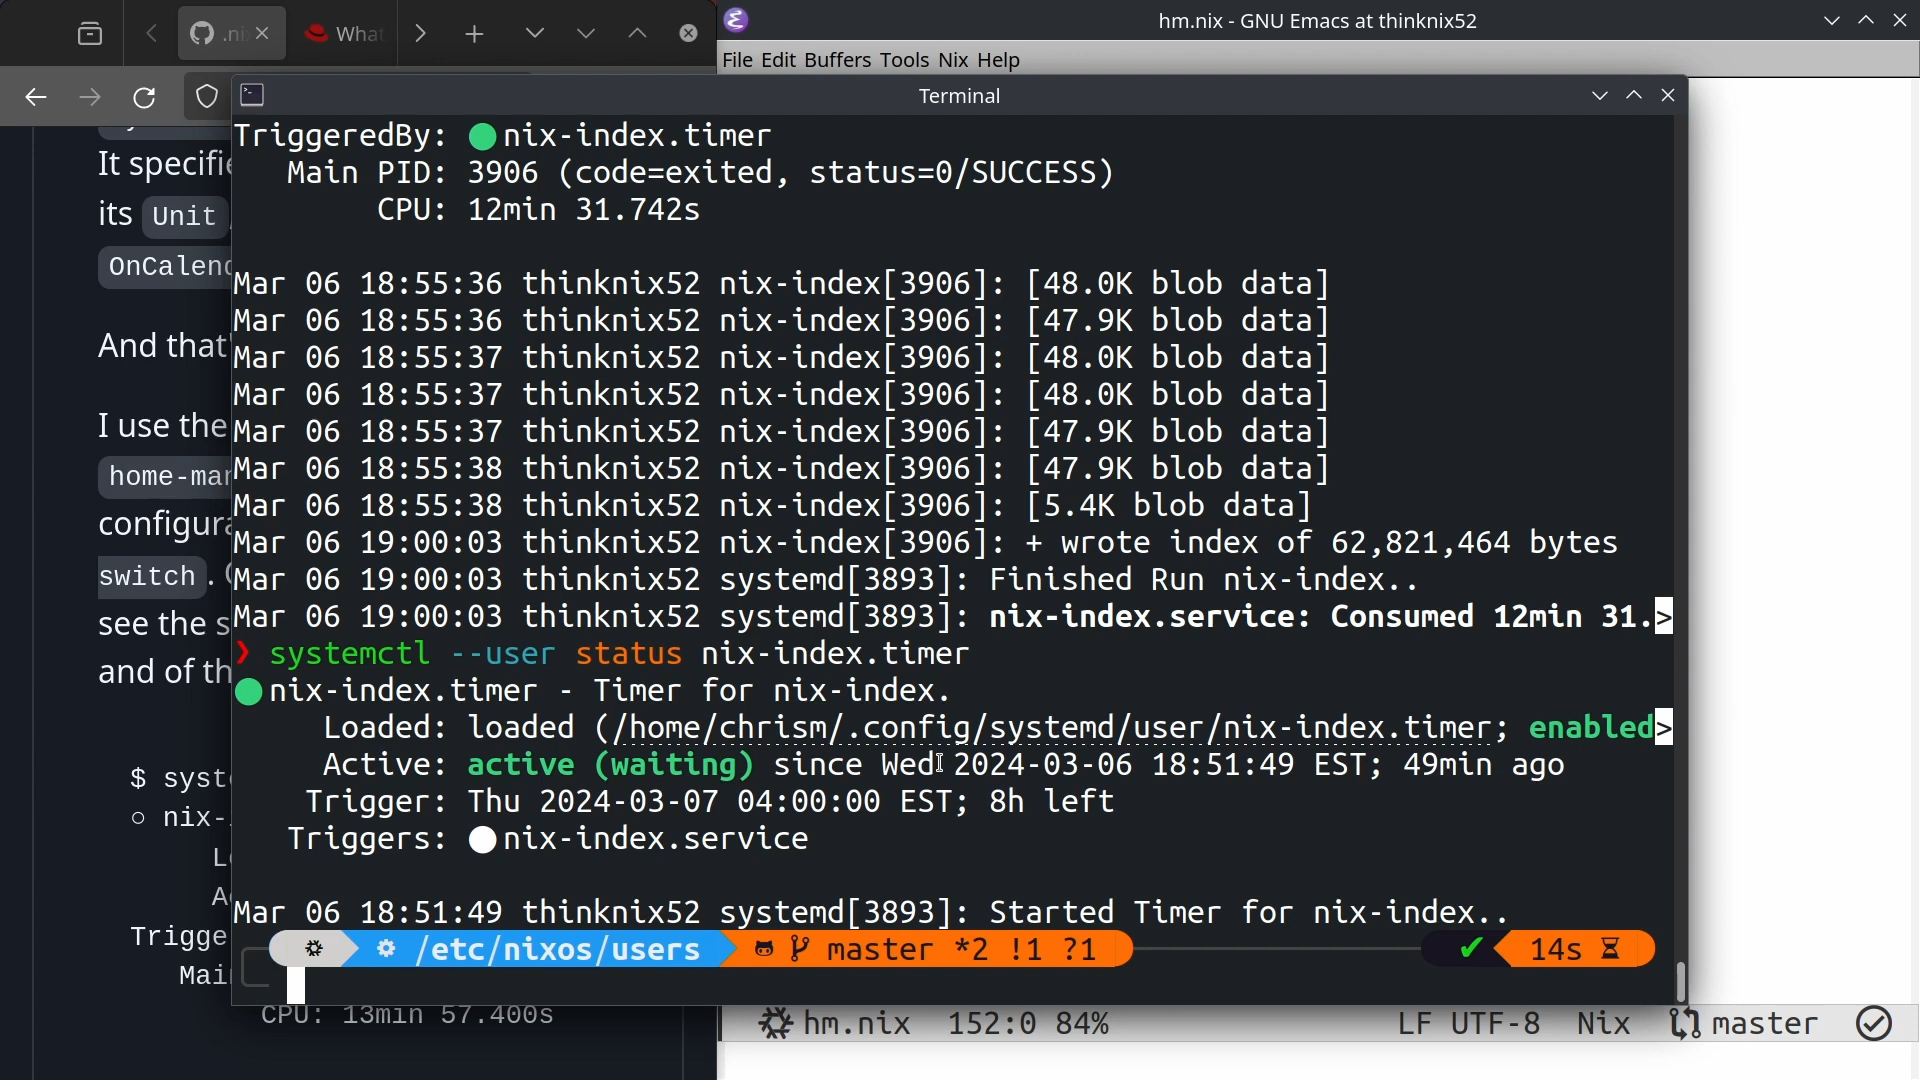 .ni
What
hm.nix - GNU Emacs at thinknix52
File Edit Buffers Tools Nix Help
Terminal
It specifie
its Unit
OnCalend
And that'
I use the
home-mar
configura
switch.
see the s
and of th
$ syste
○ nix-
Trigge
Mair
CPU: 13min 57.400s
TriggeredBy: ● nix-index.timer
Main PID: 3906 (code=exited, status=0/SUCCESS)
CPU: 12min 31.742s
Mar 06 18:55:36 thinknix52 nix-index[3906]: [48.0K blob data]
Mar 06 18:55:36 thinknix52 nix-index[3906]: [47.9K blob data]
Mar 06 18:55:37 thinknix52 nix-index[3906]: [48.0K blob data]
Mar 06 18:55:37 thinknix52 nix-index[3906]: [48.0K blob data]
Mar 06 18:55:37 thinknix52 nix-index[3906]: [47.9K blob data]
Mar 06 18:55:38 thinknix52 nix-index[3906]: [47.9K blob data]
Mar 06 18:55:38 thinknix52 nix-index[3906]: [5.4K blob data]
Mar 06 19:00:03 thinknix52 nix-index[3906]: + wrote index of 62,821,464 bytes
Mar 06 19:00:03 thinknix52 systemd[3893]: Finished Run nix-index..
Mar 06 19:00:03 thinknix52 systemd[3893]: nix-index.service: Consumed 12min 31.>
❯ systemctl --user status nix-index.timer
● nix-index.timer - Timer for nix-index.
Loaded: loaded (/home/chrism/.config/systemd/user/nix-index.timer; enabled>
Active: active (waiting) since Wed 2024-03-06 18:51:49 EST; 49min ago
Trigger: Thu 2024-03-07 04:00:00 EST; 8h left
Triggers: ● nix-index.service
Mar 06 18:51:49 thinknix52 systemd[3893]: Started Timer for nix-index..
/etc/nixos/users master *2 !1 ?1 ✔ 14s
hm.nix 152:0 84% LF UTF-8 Nix master